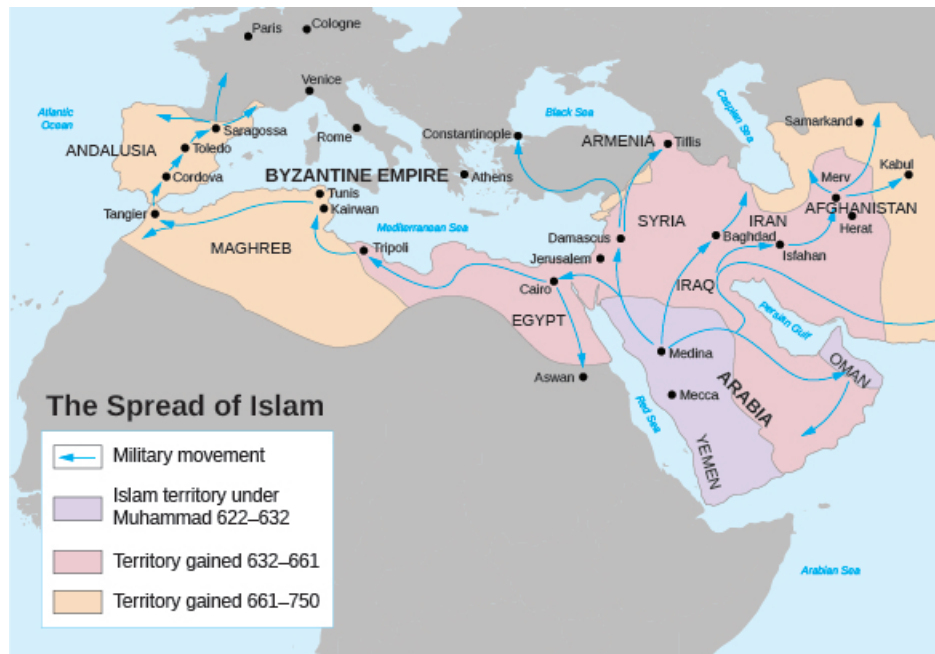 Paris
Cologne
Venice
Atlantic
Ocean
Black Sea
Caspian Sea
Samarkand
Saragossa
Rome
Constantinople
ARMENIA
Tiflis
ANDALUSIA
Toledo
Kabul
Cordova
BYZANTINE EMPIRE
Athens
Merv
Tunis
Kairwan
AFGHANISTAN
Tangier
Mediterranean Sea
SYRIA
IRAN
Herat
MAGHREB
Tripoli
Damascus
Baghdad
Isfahan
Jerusalem
Cairo
IRAQ
EGYPT
Persian Gulf
Medina
OMAN
Aswan
ARABIA
Mecca
Red Sea
YEMEN
Arabian Sea
The Spread of Islam
Military movement
Islam territory under
Muhammad 622–632
Territory gained 632–661
Territory gained 661–750